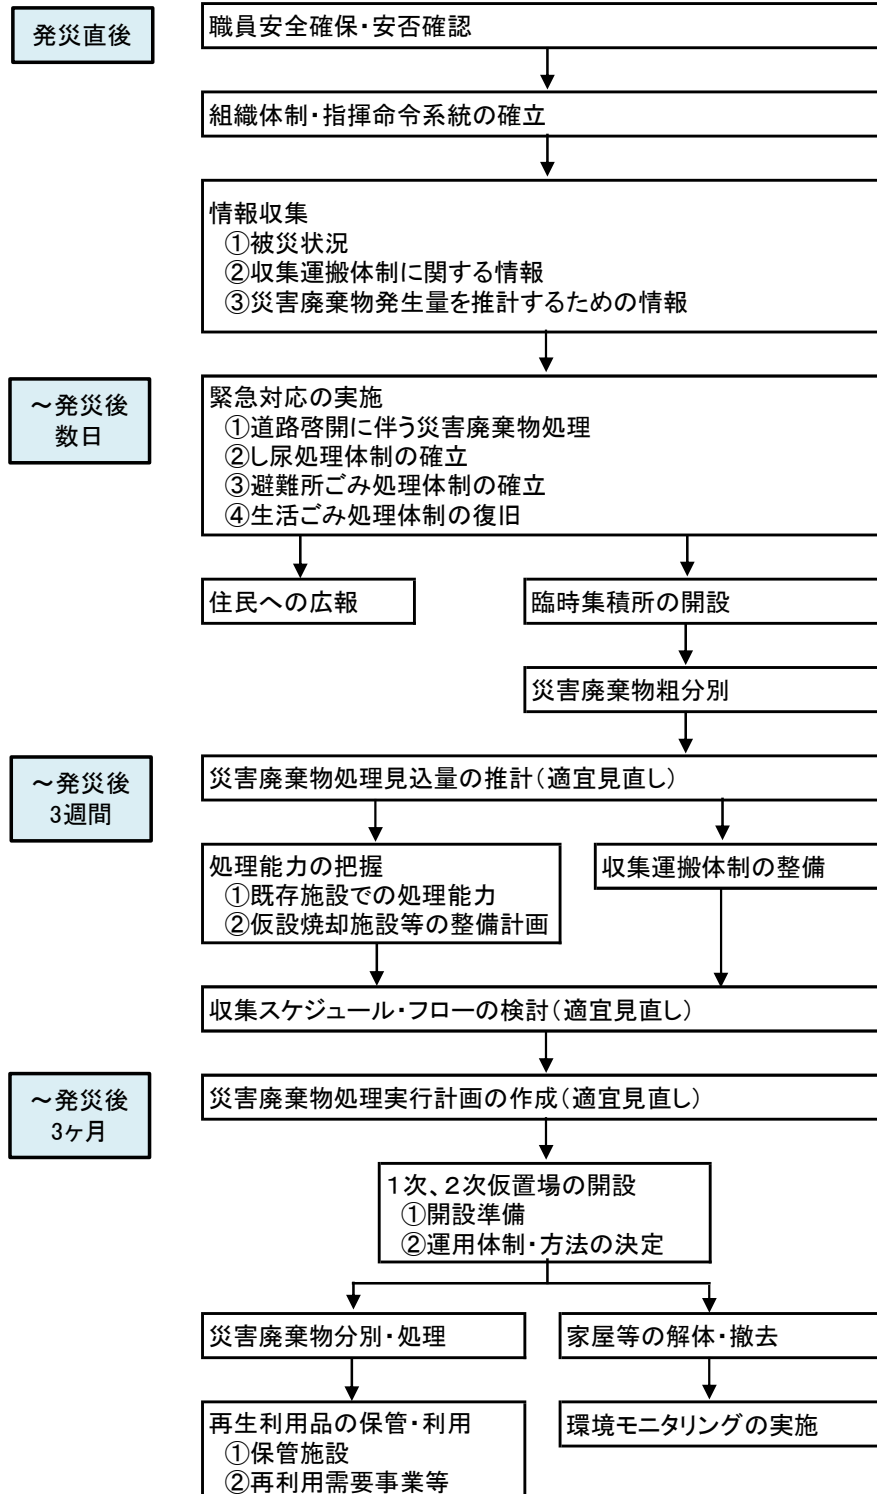 発災直後
職員安全確保・安否確認
組織体制・指揮命令系統の確立
情報収集
①被災状況
②収集運搬体制に関する情報
③災害廃棄物発生量を推計するための情報
～発災後
数日
緊急対応の実施
①道路啓開に伴う災害廃棄物処理
②し尿処理体制の確立
③避難所ごみ処理体制の確立
④生活ごみ処理体制の復旧
住民への広報
臨時集積所の開設
災害廃棄物粗分別
～発災後
3週間
災害廃棄物処理見込量の推計（適宜見直し）
処理能力の把握
①既存施設での処理能力
②仮設焼却施設等の整備計画
収集運搬体制の整備
収集スケジュール・フローの検討（適宜見直し）
～発災後
3ヶ月
災害廃棄物処理実行計画の作成（適宜見直し）
１次、２次仮置場の開設
①開設準備
②運用体制・方法の決定
災害廃棄物分別・処理
家屋等の解体・撤去
再生利用品の保管・利用
①保管施設
②再利用需要事業等
環境モニタリングの実施